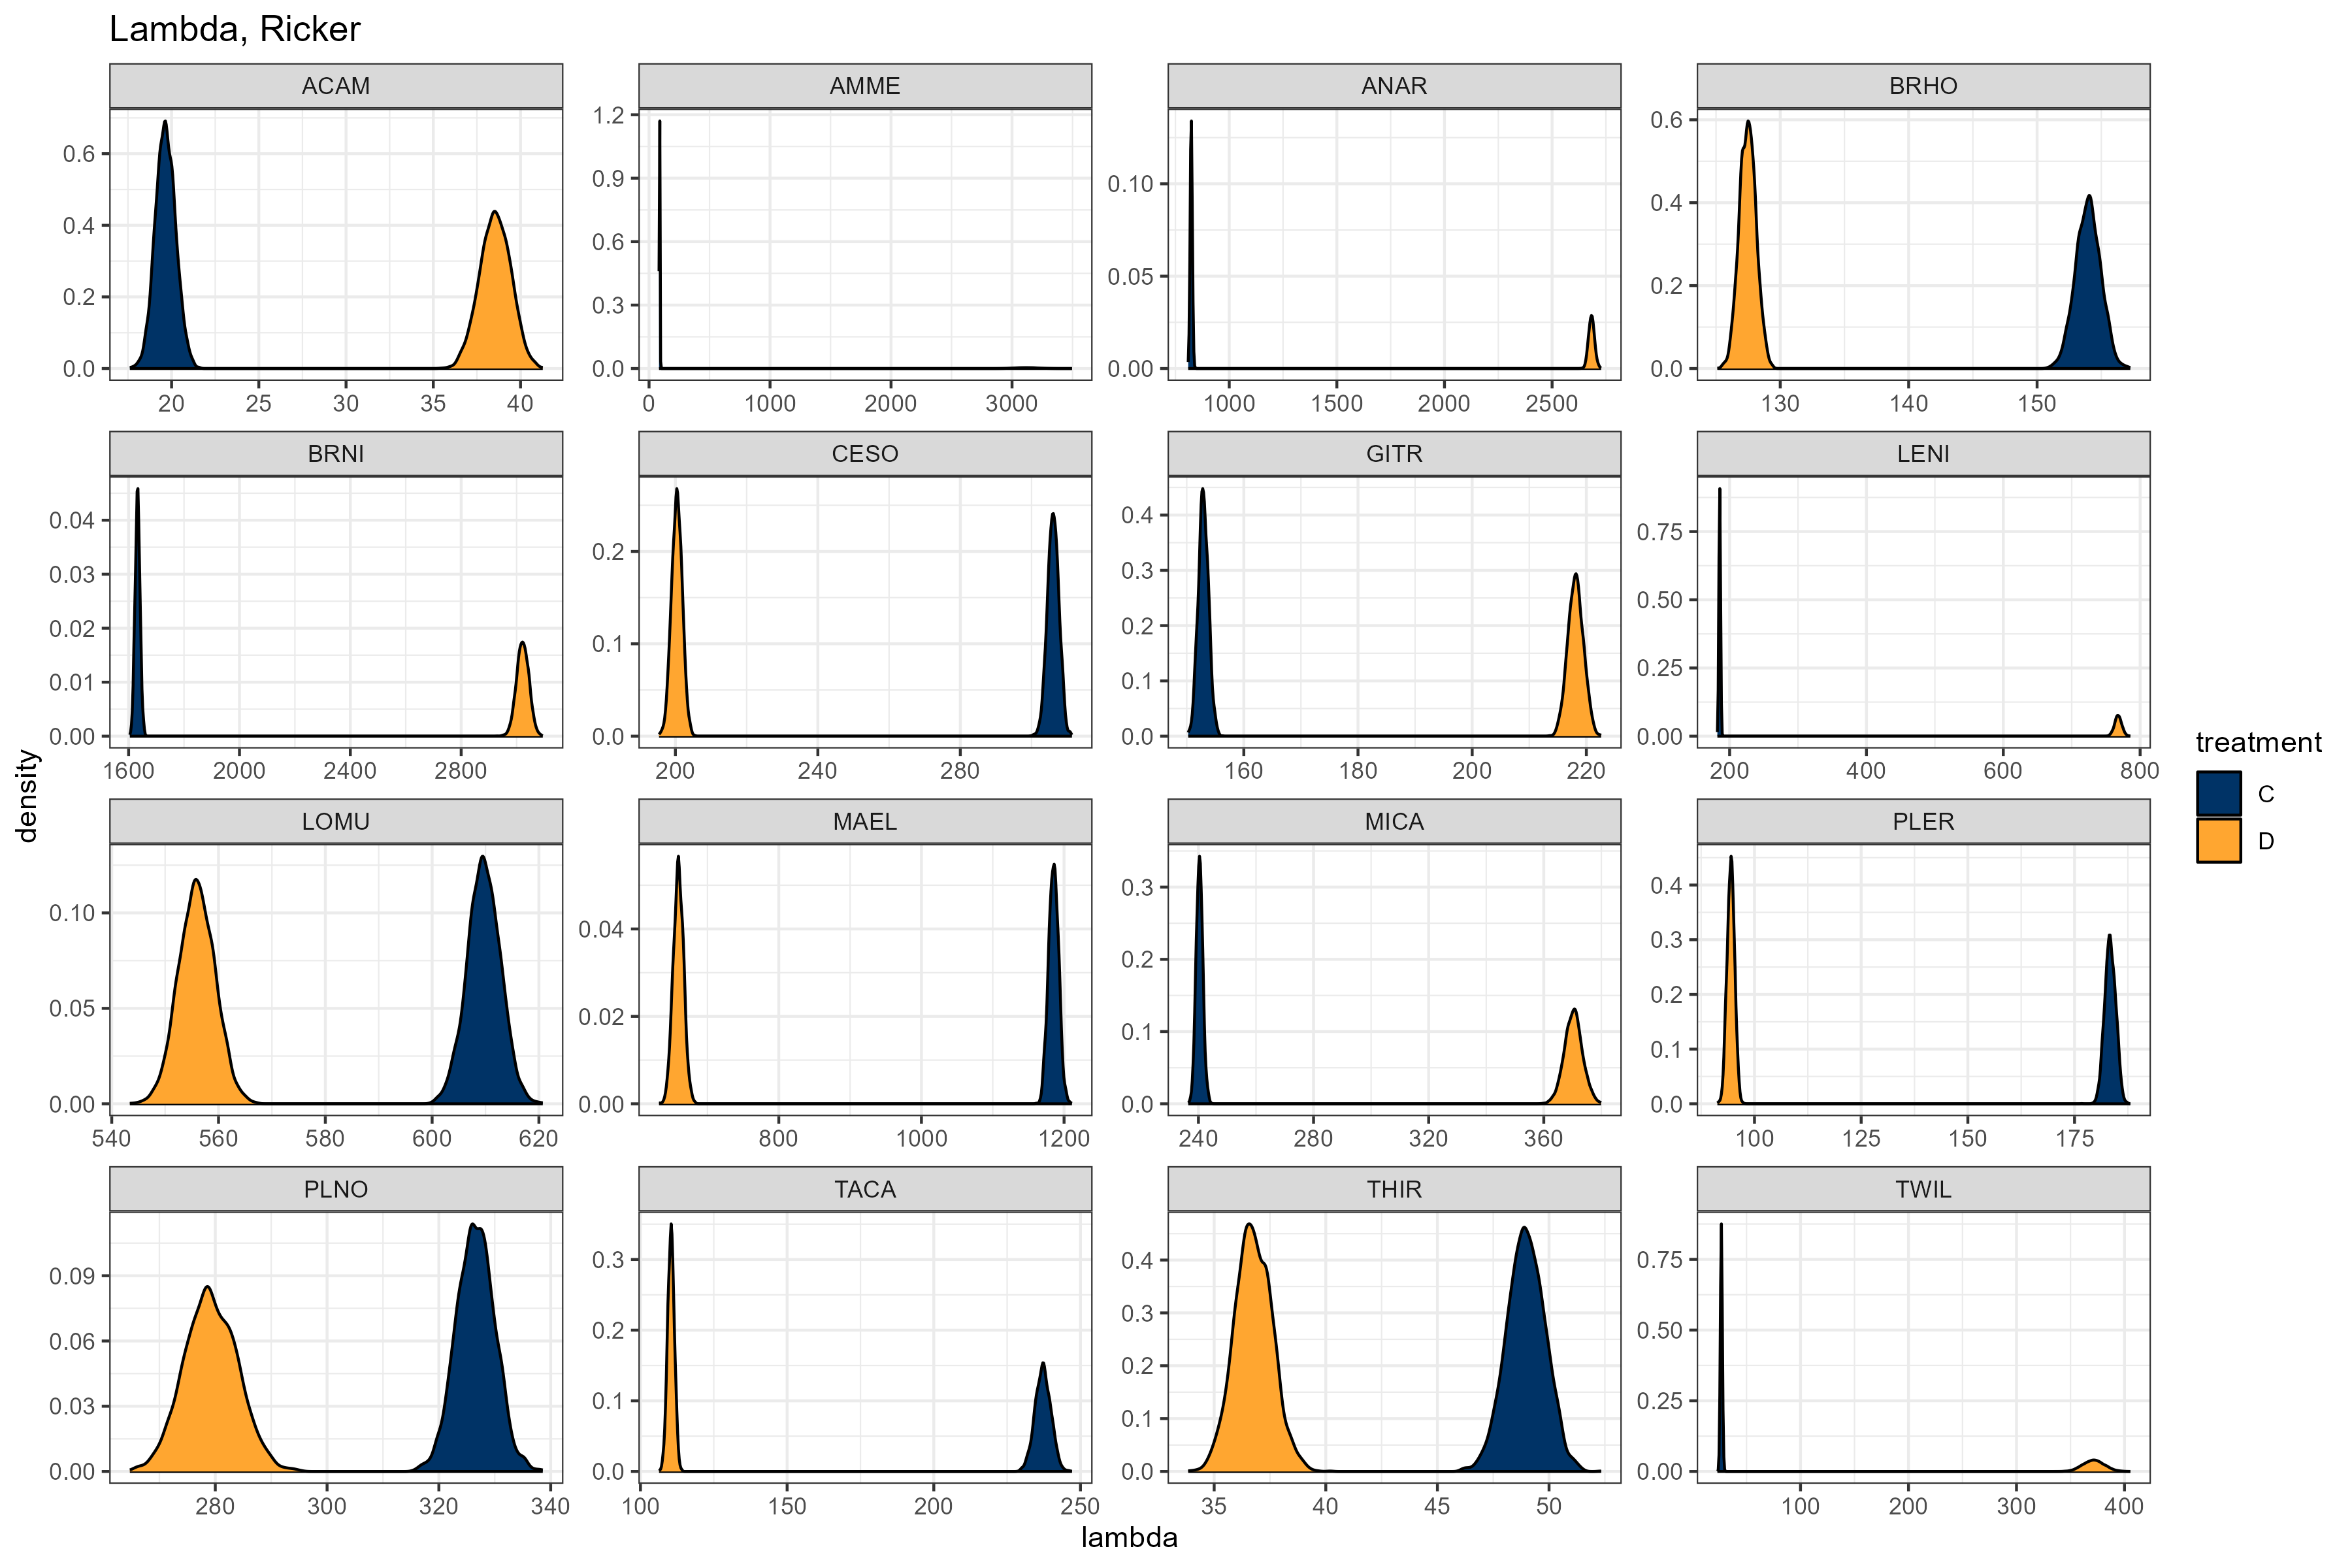 Lambda, Ricker
ACAM AMME ANAR BRHO
0.6 0.4 0.2 0.0
20 25 30 35 40
1.2 0.9 0.6 0.3 0.0
0 1000 2000 3000
0.10 0.05 0.00
1000 1500 2000 2500
0.6 0.4 0.2 0.0
130 140 150
BRNI CESO GITR LENI
0.04 0.03 0.02 0.01 0.00
1600 2000 2400 2800
0.2 0.1 0.0
200 240 280
0.4 0.3 0.2 0.1 0.0
160 180 200 220
0.75 0.50 0.25 0.00
200 400 600 800
LOMU MAEL MICA PLER
0.10 0.05 0.00
540 560 580 600 620
0.04 0.02 0.00
800 1000 1200
0.3 0.2 0.1 0.0
240 280 320 360
0.4 0.3 0.2 0.1 0.0
100 125 150 175
PLNO TACA THIR TWIL
0.09 0.06 0.03 0.00
280 300 320 340
0.3 0.2 0.1 0.0
100 150 200 250
0.4 0.3 0.2 0.1 0.0
35 40 45 50
0.75 0.50 0.25 0.00
100 200 300 400
density
lambda
treatment
C
D